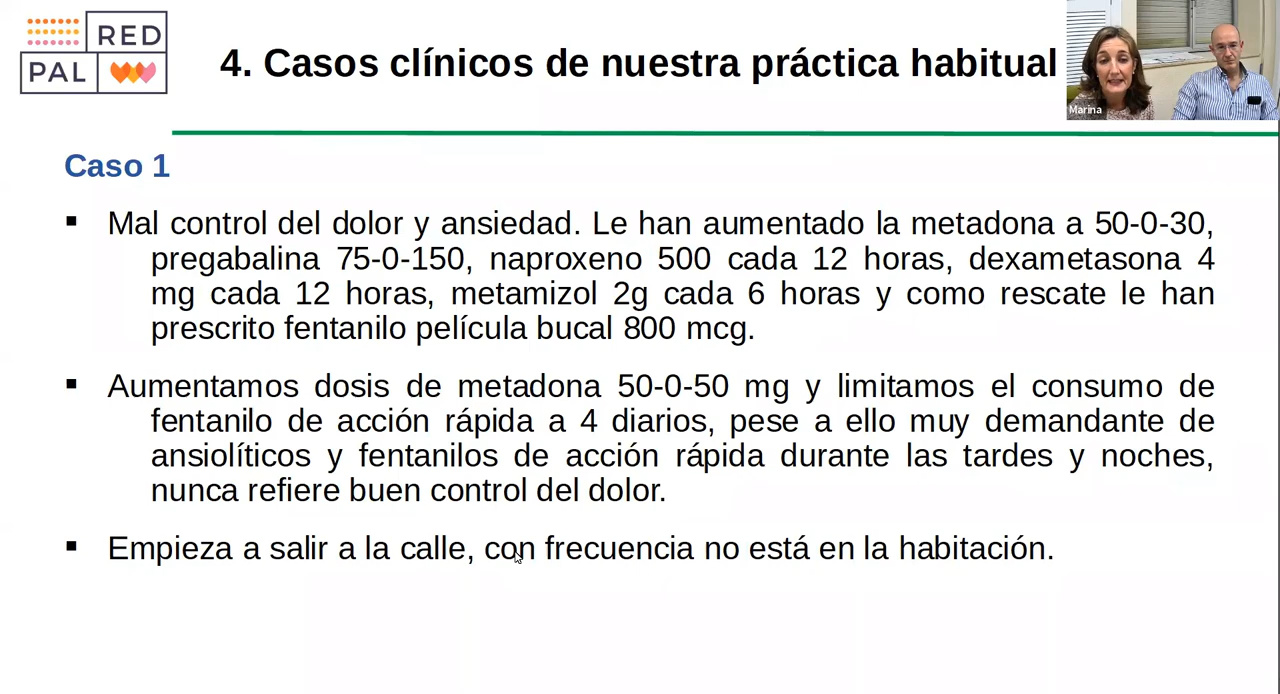 RED
PAL
4. Casos clínicos de nuestra práctica habitual
Marina
Caso 1
▪ Mal control del dolor y ansiedad. Le han aumentado la metadona a 50-0-30,
pregabalina 75-0-150, naproxeno 500 cada 12 horas, dexametasona 4
mg cada 12 horas, metamizol 2g cada 6 horas y como rescate le han
prescrito fentanilo película bucal 800 mcg.
▪ Aumentamos dosis de metadona 50-0-50 mg y limitamos el consumo de
fentanilo de acción rápida a 4 diarios, pese a ello muy demandante de
ansiolíticos y fentanilos de acción rápida durante las tardes y noches,
nunca refiere buen control del dolor.
▪ Empieza a salir a la calle, con frecuencia no está en la habitación.